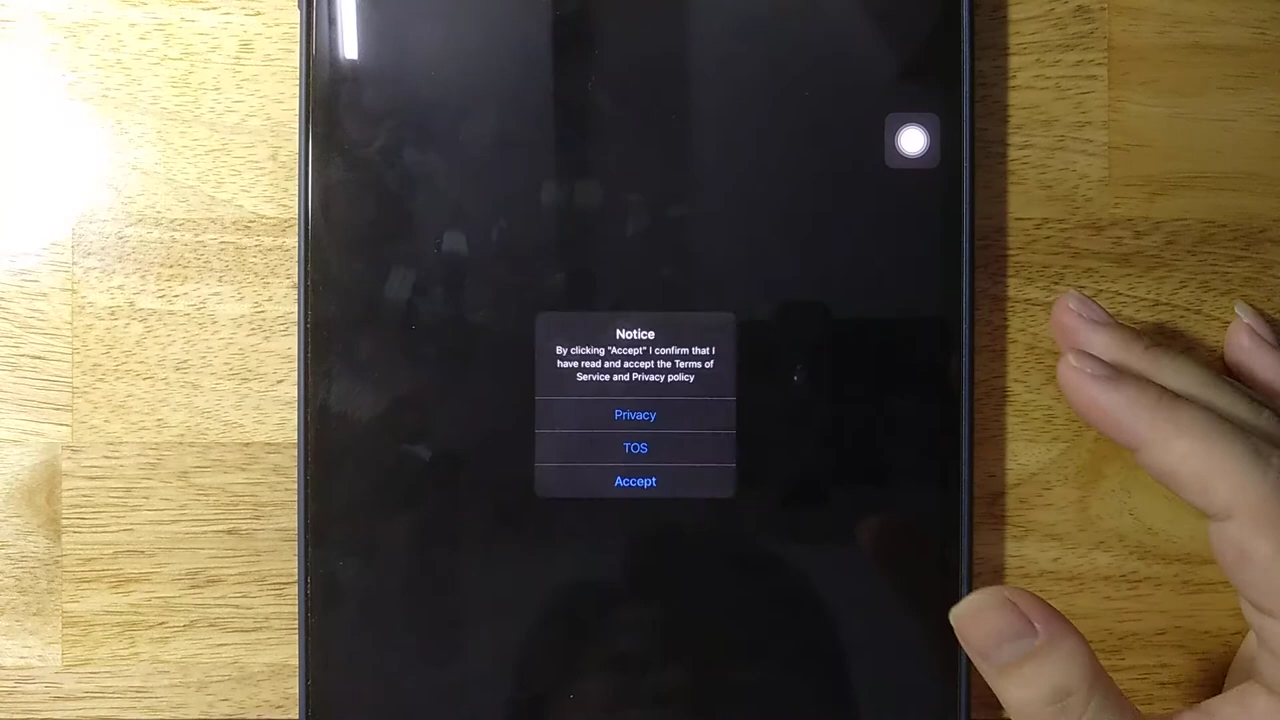 Notice
By clicking "Accept" I confirm that I
have read and accept the Terms of
Service and Privacy policy
Privacy
TOS
Accept